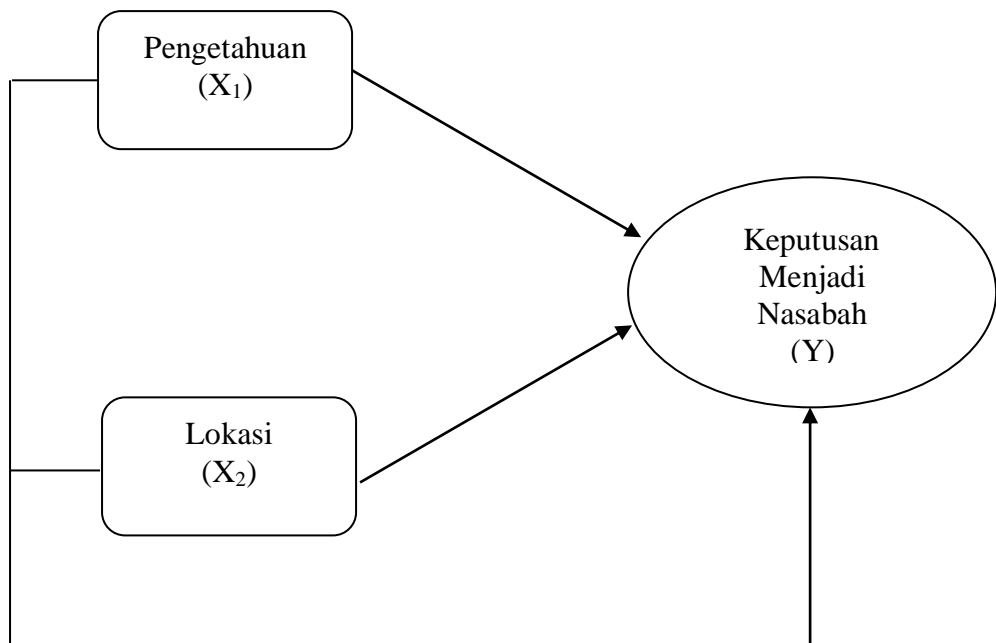 Pengetahuan
(X₁)
Keputusan
Menjadi
Nasabah
(Y)
Lokasi
(X₂)